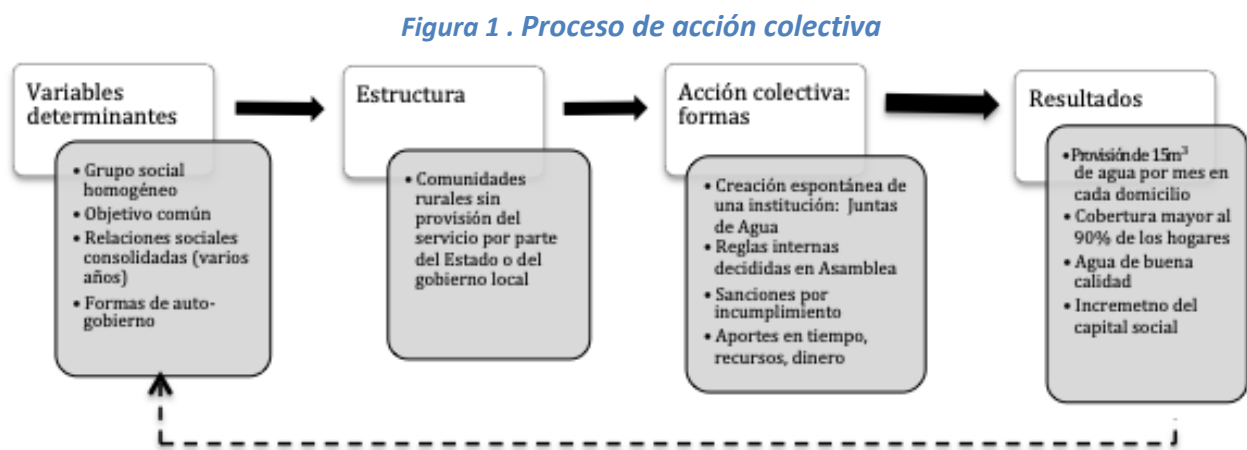 Figura 1 . Proceso de acción colectiva
Variables
determinantes
• Grupo social
homogéneo
• Objetivo común
• Relaciones sociales
consolidadas (varios
años)
• Formas de auto-
gobierno
Estructura
• Comunidades
rurales sin
provisión del
servicio por parte
del Estado o del
gobierno local
Acción colectiva:
formas
• Creación espontánea de
una institución: Juntas
de Agua
• Reglas internas
decididas en Asamblea
• Sanciones por
incumplimiento
• Aportes en tiempo,
recursos, dinero
Resultados
• Provisión de 15m³
de agua por mes en
cada domicilio
• Cobertura mayor al
90% de los hogares
• Agua de buena
calidad
• Incremetno del
capital social